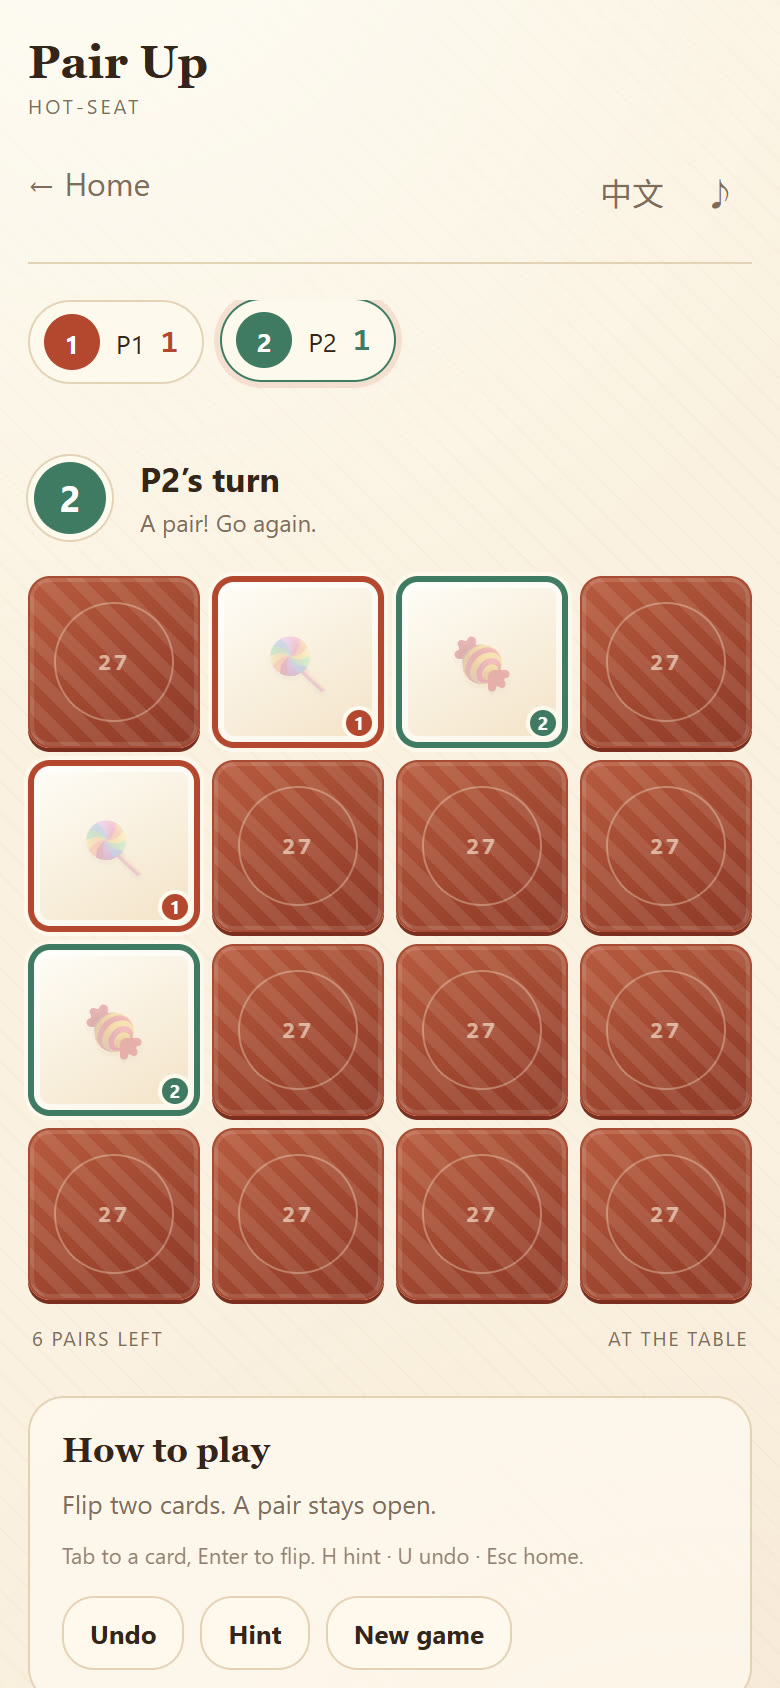 Pair Up
HOT-SEAT
← Home
中文 ♪
1 P1 1
2 P2 1
2
P2’s turn
A pair! Go again.
27
1
2
27
1
27
27
27
2
27
27
27
27
27
27
27
6 PAIRS LEFT
AT THE TABLE
How to play
Flip two cards. A pair stays open.
Tab to a card, Enter to flip. H hint · U undo · Esc home.
Undo
Hint
New game